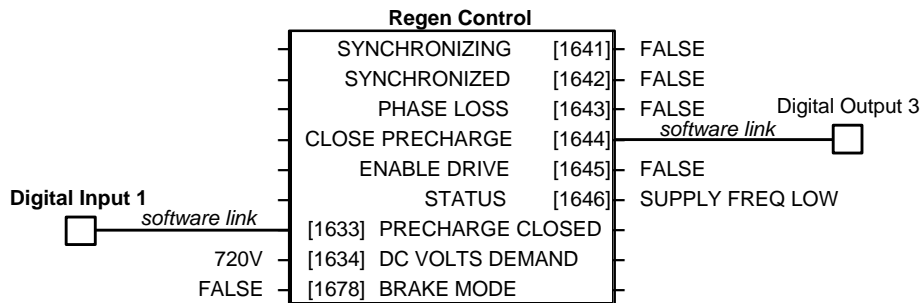 Regen Control
SYNCHRONIZING [1641] FALSE
SYNCHRONIZED [1642] FALSE
PHASE LOSS [1643] FALSE
Digital Output 3
CLOSE PRECHARGE [1644] software link
ENABLE DRIVE [1645] FALSE
STATUS [1646] SUPPLY FREQ LOW
Digital Input 1
software link
[1633] PRECHARGE CLOSED
720V [1634] DC VOLTS DEMAND
FALSE [1678] BRAKE MODE